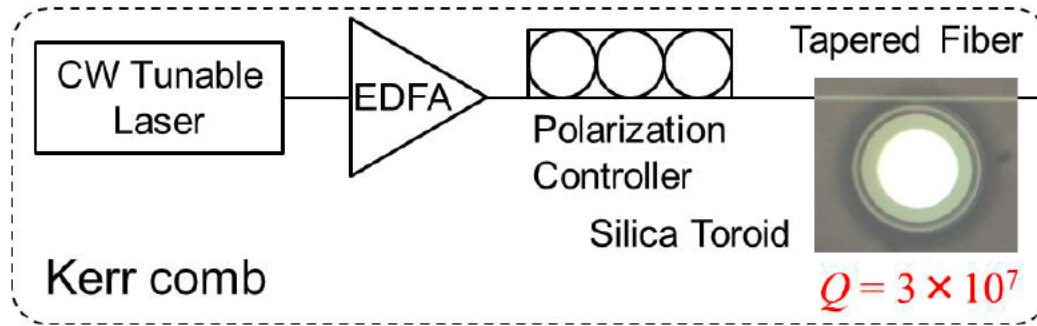 CW Tunable
Laser
EDFA
Polarization
Controller
Tapered Fiber
Silica Toroid
Q = 3 × 10⁷
Kerr comb